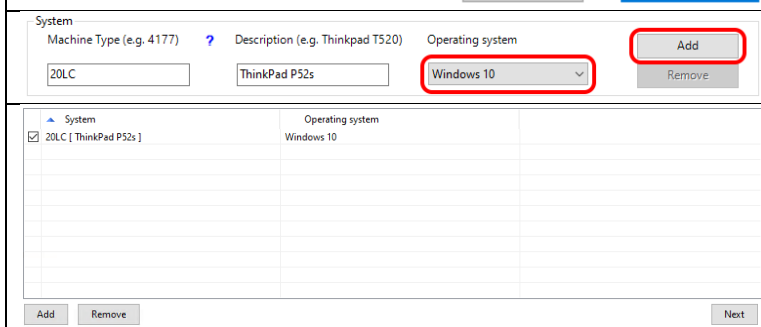 System
Machine Type (e.g. 4177) ? Description (e.g. Thinkpad T520) Operating system Add
20LC ThinkPad P52s Windows 10 Remove
System Operating system
20LC [ ThinkPad P52s ] Windows 10
Add Remove Next